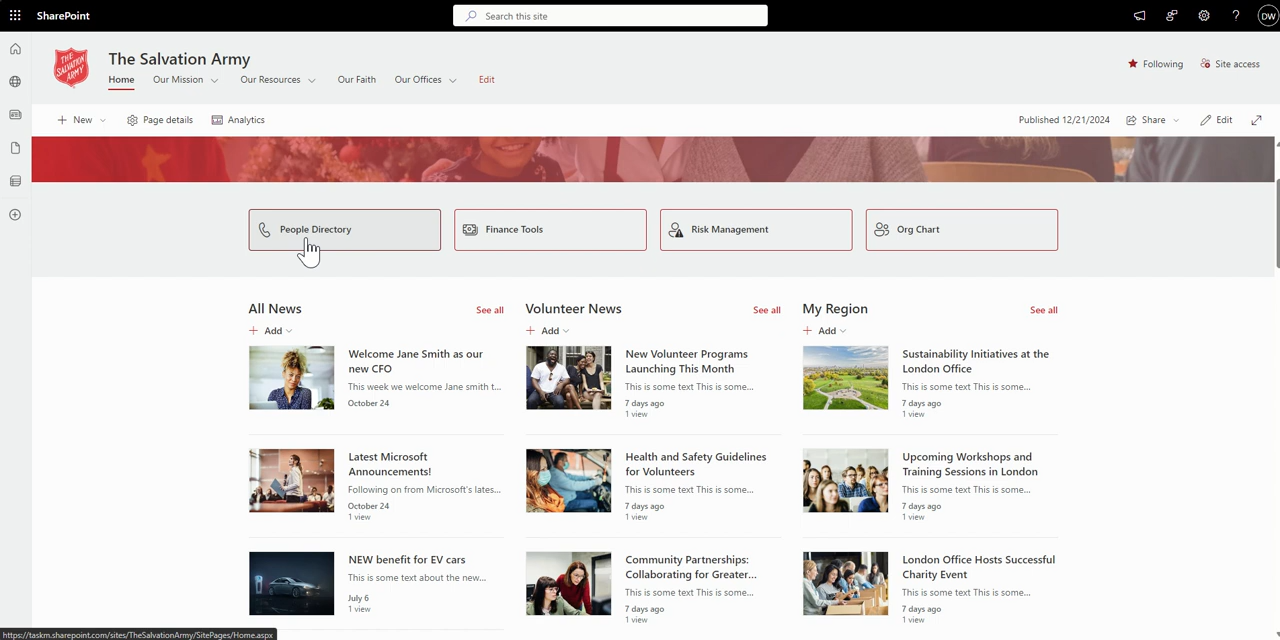 SharePoint
Search this site
DW
THE
SALVATION
ARMY
The Salvation Army
Home Our Mission Our Resources Our Faith Our Offices Edit
Following Site access
New Page details Analytics
Published 12/21/2024 Share Edit
People Directory Finance Tools Risk Management Org Chart
All News See all
Add
Welcome Jane Smith as our
new CFO
This week we welcome Jane smith t...
October 24
Latest Microsoft
Announcements!
Following on from Microsoft's lates...
October 24
1 view
NEW benefit for EV cars
This is some text about the new...
July 6
1 view
Volunteer News See all
Add
New Volunteer Programs
Launching This Month
This is some text This is some...
7 days ago
1 view
Health and Safety Guidelines
for Volunteers
This is some text This is some...
7 days ago
1 view
Community Partnerships:
Collaborating for Greater...
This is some text This is some...
7 days ago
1 view
My Region See all
Add
Sustainability Initiatives at the
London Office
This is some text This is some...
7 days ago
1 view
Upcoming Workshops and
Training Sessions in London
This is some text This is some...
7 days ago
1 view
London Office Hosts Successful
Charity Event
This is some text This is some...
7 days ago
1 view
https://taskm.sharepoint.com/sites/TheSalvationArmy/SitePages/Home.aspx